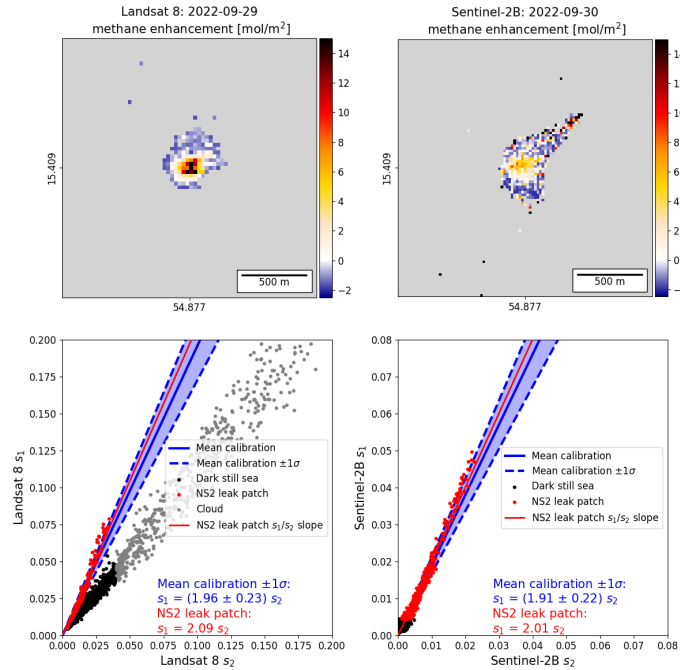 Landsat 8: 2022-09-29
methane enhancement [mol/m²]
15.409
54.877
500 m
14
12
10
8
6
4
2
0
−2
Sentinel-2B: 2022-09-30
methane enhancement [mol/m²]
15.409
54.877
500 m
14
12
10
8
6
4
2
0
−2
0.200
0.175
0.150
0.125
0.100
0.075
0.050
0.025
0.000
Landsat 8 s₁
Mean calibration
Mean calibration ±1σ
Dark still sea
NS2 leak patch
Cloud
NS2 leak patch s₁/s₂ slope
Mean calibration ±1σ:
s₁ = (1.96 ± 0.23) s₂
NS2 leak patch:
s₁ = 2.09 s₂
0.000 0.025 0.050 0.075 0.100 0.125 0.150 0.175 0.200
Landsat 8 s₂
0.08
0.07
0.06
0.05
0.04
0.03
0.02
0.01
0.00
Sentinel-2B s₁
Mean calibration
Mean calibration ±1σ
Dark still sea
NS2 leak patch
NS2 leak patch s₁/s₂ slope
Mean calibration ±1σ:
s₁ = (1.91 ± 0.22) s₂
NS2 leak patch:
s₁ = 2.01 s₂
0.00 0.01 0.02 0.03 0.04 0.05 0.06 0.07 0.08
Sentinel-2B s₂